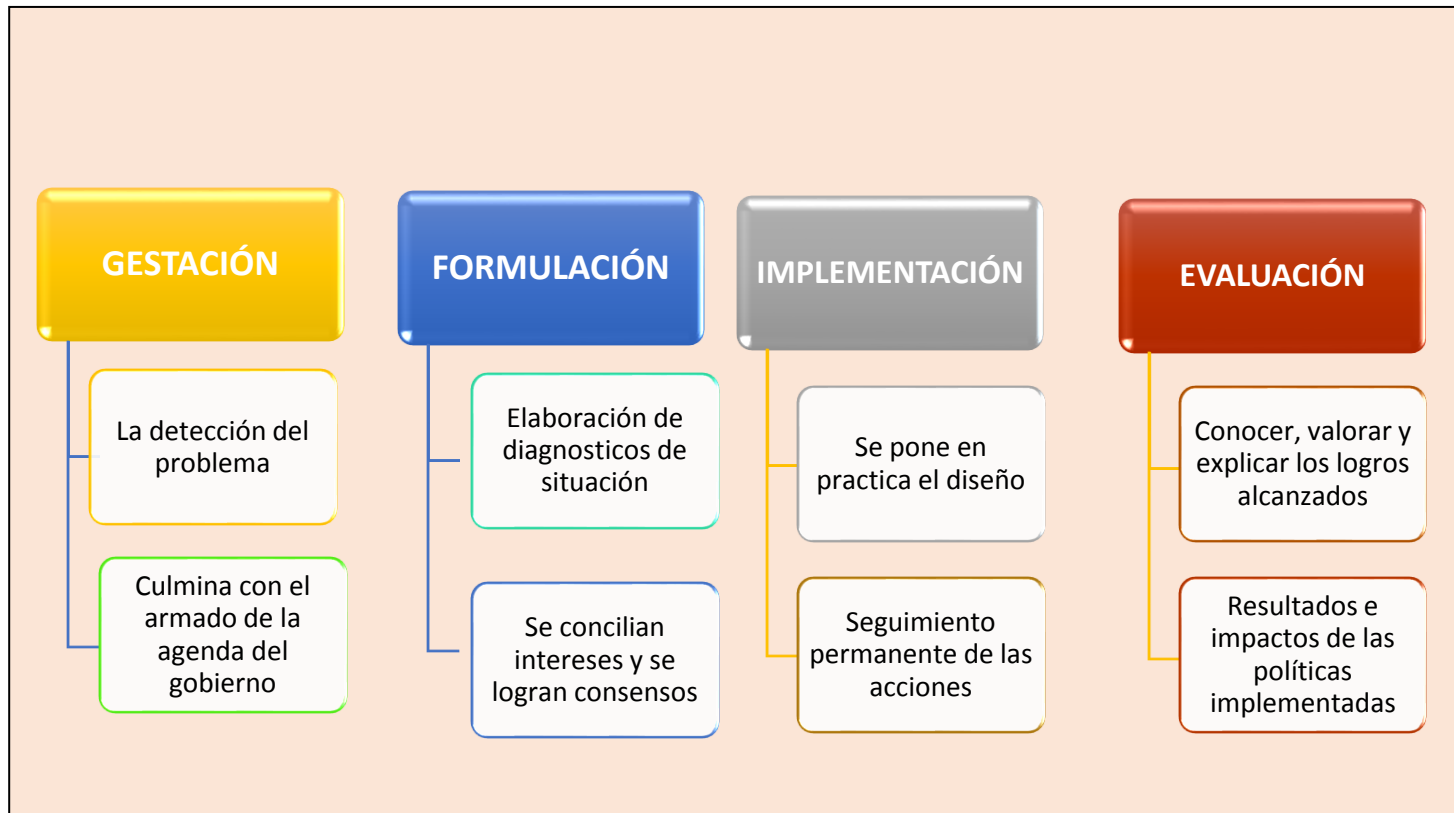 GESTACIÓN
La detección del
problema
Culmina con el
armado de la
agenda del
gobierno
FORMULACIÓN
Elaboración de
diagnosticos de
situación
Se concilian
intereses y se
logran consensos
IMPLEMENTACIÓN
Se pone en
practica el diseño
Seguimiento
permanente de las
acciones
EVALUACIÓN
Conocer, valorar y
explicar los logros
alcanzados
Resultados e
impactos de las
políticas
implementadas